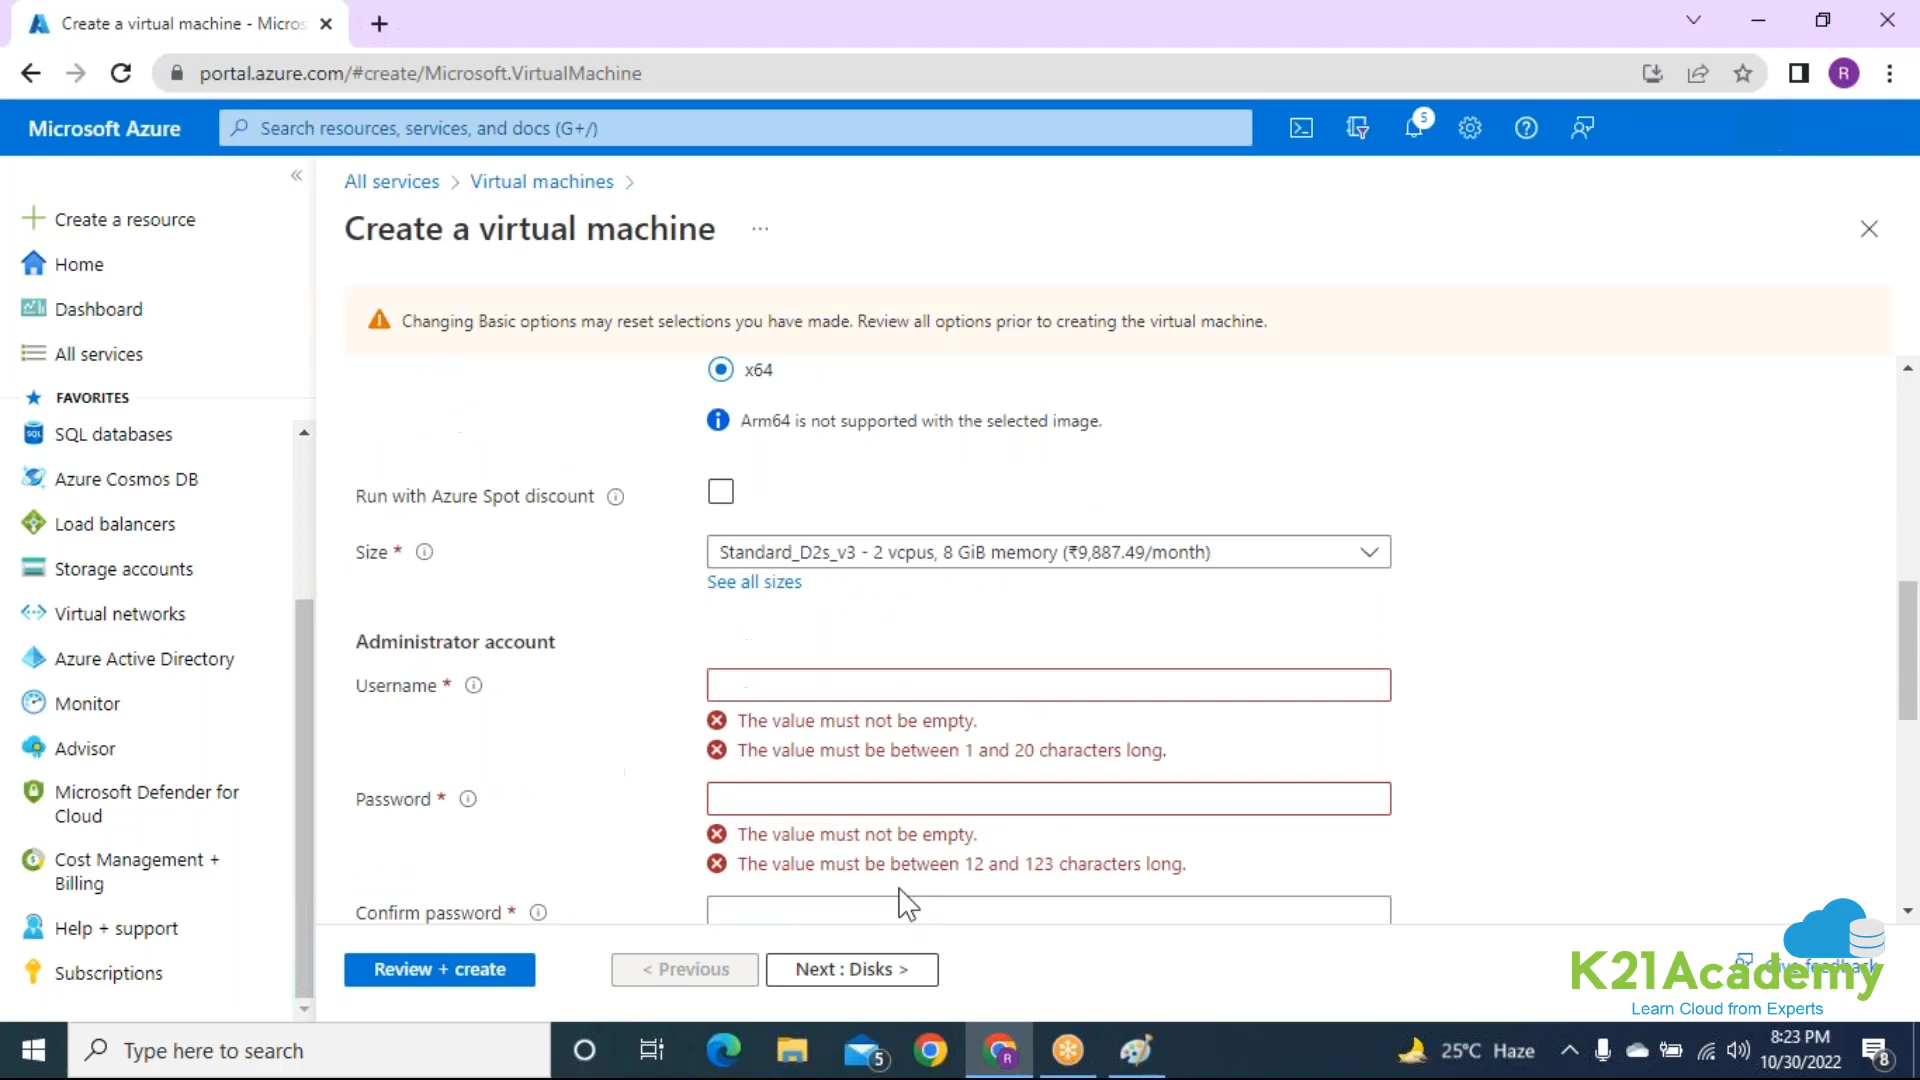 Create a virtual machine - Micros
portal.azure.com/#create/Microsoft.VirtualMachine
R
Microsoft Azure
Search resources, services, and docs (G+/)
5
All services > Virtual machines >
Create a virtual machine ...
Create a resource
Home
Dashboard
All services
FAVORITES
SQL databases
Azure Cosmos DB
Load balancers
Storage accounts
Virtual networks
Azure Active Directory
Monitor
Advisor
Microsoft Defender for
Cloud
Cost Management +
Billing
Help + support
Subscriptions
Changing Basic options may reset selections you have made. Review all options prior to creating the virtual machine.
x64
Arm64 is not supported with the selected image.
Run with Azure Spot discount
Size *
Standard_D2s_v3 - 2 vcpus, 8 GiB memory (₹9,887.49/month)
See all sizes
Administrator account
Username *
The value must not be empty.
The value must be between 1 and 20 characters long.
Password *
The value must not be empty.
The value must be between 12 and 123 characters long.
Confirm password *
Review + create
< Previous
Next : Disks >
Give feedback
K21Academy
Learn Cloud from Experts
Type here to search
5
R
25°C Haze
8:23 PM
10/30/2022
8